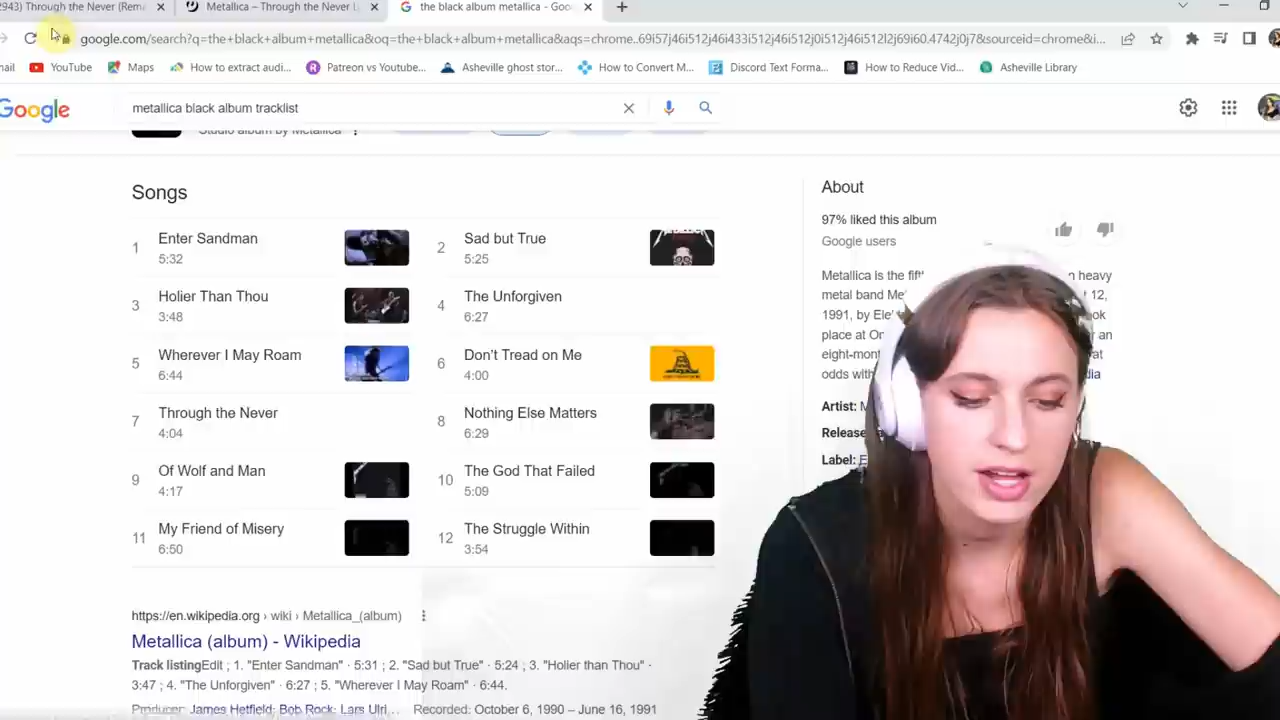 2943) Through the Never (Rema
Metallica – Through the Never L
the black album metallica - Goo
google.com/search?q=the+black+album+metallica&oq=the+black+album+metallica&aqs=chrome..69i57j46i512j46i433i512j46i512j0i512j46i512l2j69i60.4742j0j7&sourceid=chrome&i...
mail
YouTube
Maps
How to extract audi...
Patreon vs Youtube...
Asheville ghost stor...
How to Convert M...
Discord Text Forma...
How to Reduce Vid...
Asheville Library
Google
metallica black album tracklist
Studio album by Metallica
Songs
1 Enter Sandman
5:32
2 Sad but True
5:25
3 Holier Than Thou
3:48
4 The Unforgiven
6:27
5 Wherever I May Roam
6:44
6 Don't Tread on Me
4:00
7 Through the Never
4:04
8 Nothing Else Matters
6:29
9 Of Wolf and Man
4:17
10 The God That Failed
5:09
11 My Friend of Misery
6:50
12 The Struggle Within
3:54
https://en.wikipedia.org › wiki › Metallica_(album)
Metallica (album) - Wikipedia
Track listingEdit ; 1. "Enter Sandman" · 5:31 ; 2. "Sad but True" · 5:24 ; 3. "Holier than Thou" ·
3:47 ; 4. "The Unforgiven" · 6:27 ; 5. "Wherever I May Roam" · 6:44.
Producer: James Hetfield; Bob Rock; Lars Ulri... Recorded: October 6, 1990 – June 16, 1991
About
97% liked this album
Google users
Metallica is the fift n heavy
metal band Me t 12,
1991, by Ele ook
place at On r an
eight-mont at
odds with dia
Artist: M
Release
Label: E